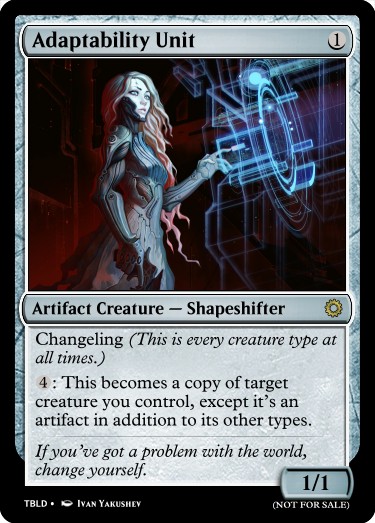 Adaptability Unit 1
Artifact Creature — Shapeshifter
Changeling (This is every creature type at
all times.)
4 : This becomes a copy of target
creature you control, except it's an
artifact in addition to its other types.
If you've got a problem with the world,
change yourself.
1/1
TBLD • Ivan Yakushev
(NOT FOR SALE)